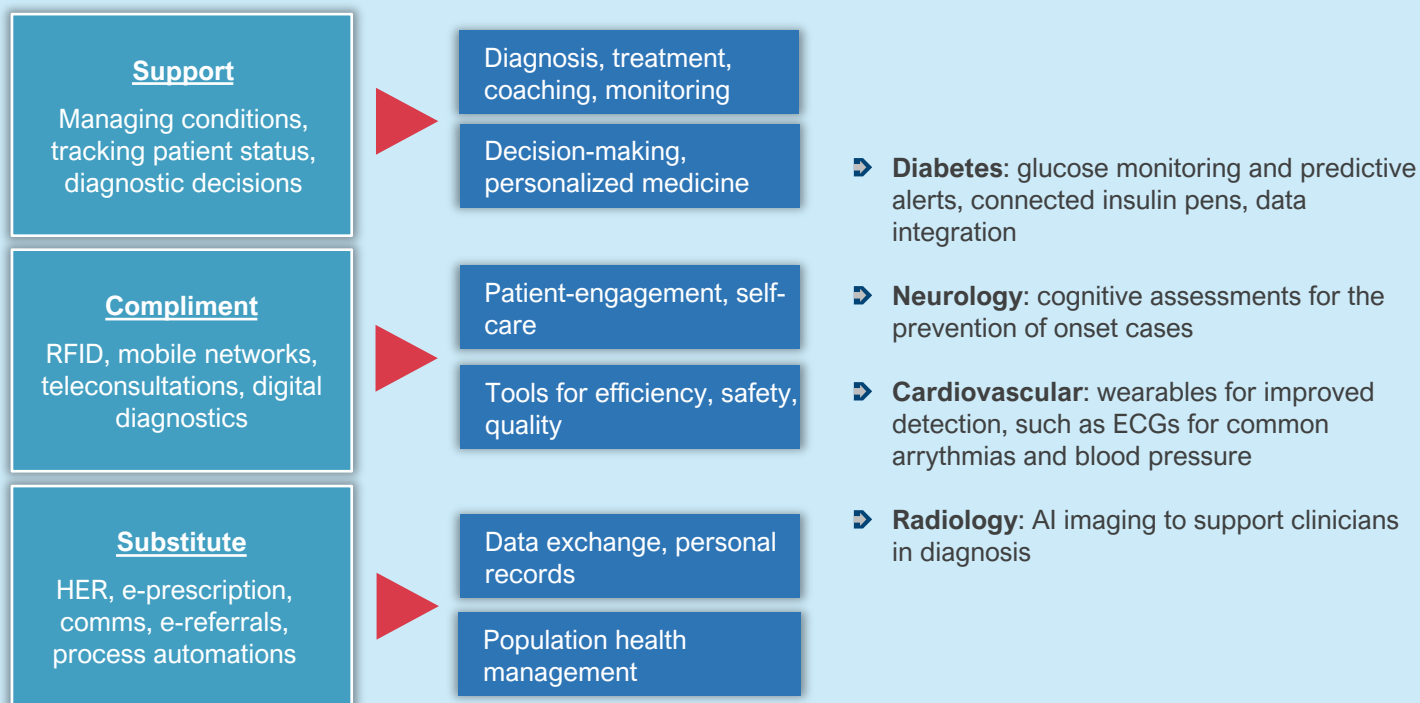 Support
Managing conditions,
tracking patient status,
diagnostic decisions
Diagnosis, treatment,
coaching, monitoring
Decision-making,
personalized medicine
Compliment
RFID, mobile networks,
teleconsultations, digital
diagnostics
Patient-engagement, self-
care
Tools for efficiency, safety,
quality
Substitute
HER, e-prescription,
comms, e-referrals,
process automations
Data exchange, personal
records
Population health
management
Diabetes: glucose monitoring and predictive
alerts, connected insulin pens, data
integration
Neurology: cognitive assessments for the
prevention of onset cases
Cardiovascular: wearables for improved
detection, such as ECGs for common
arrythmias and blood pressure
Radiology: AI imaging to support clinicians
in diagnosis